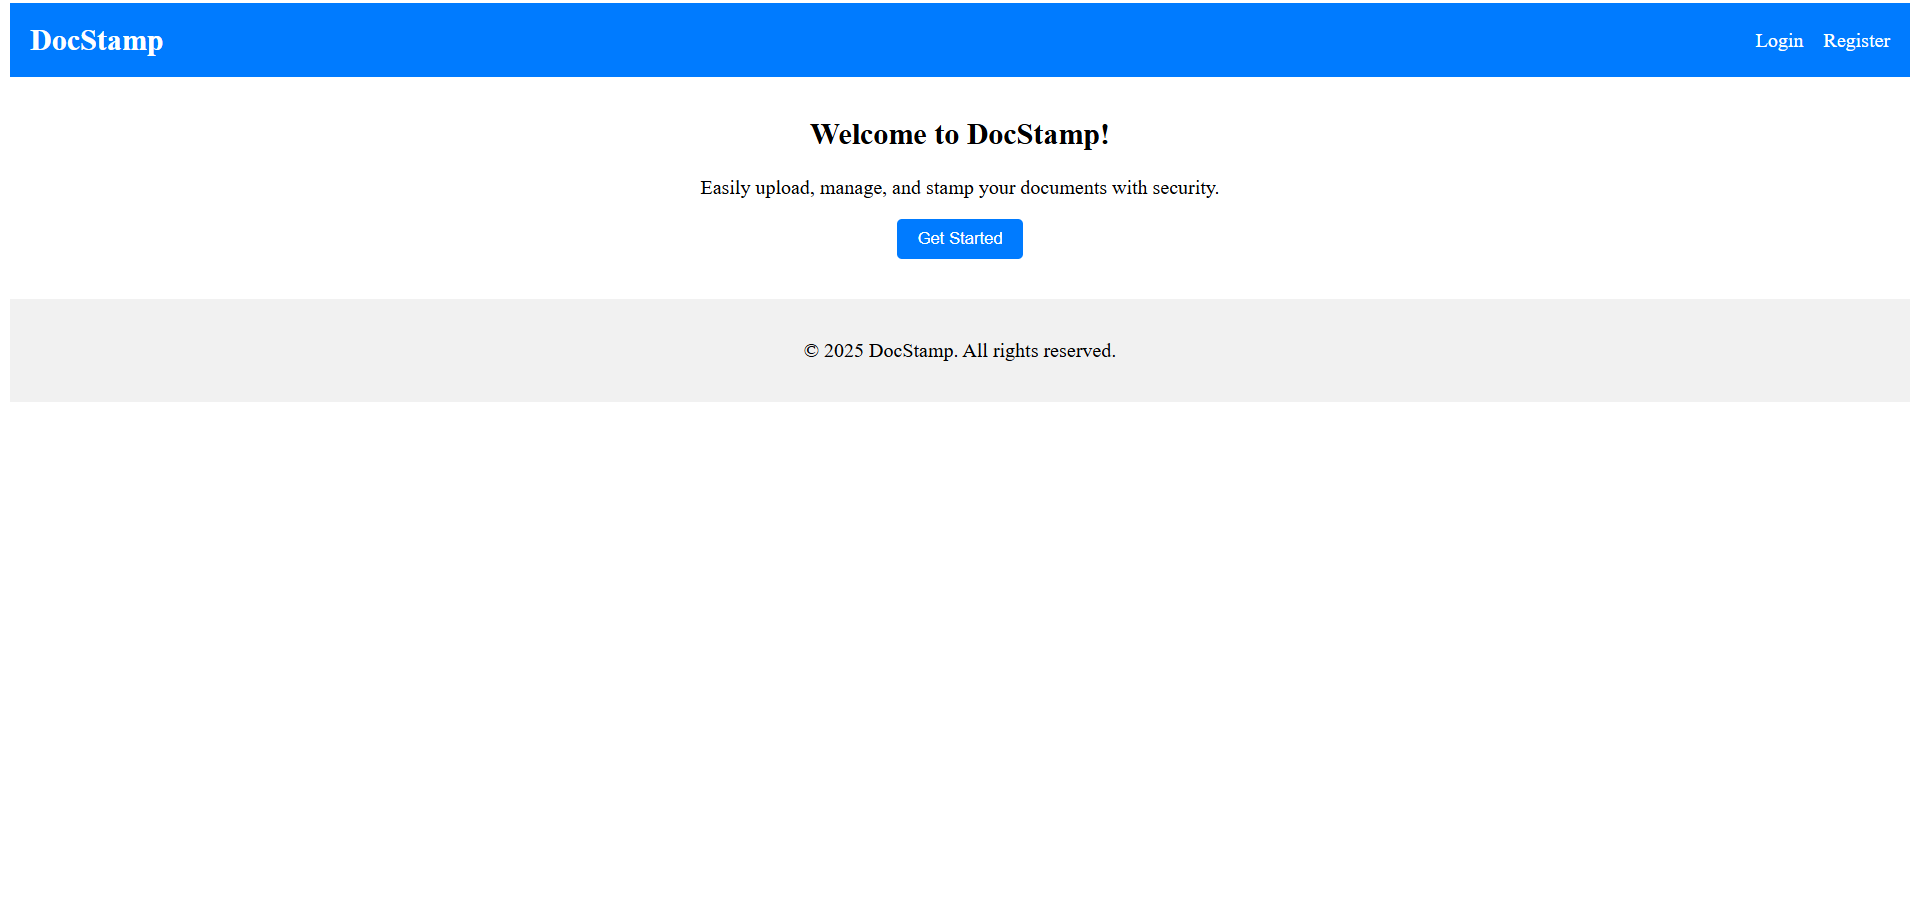 DocStamp
Login Register
Welcome to DocStamp!
Easily upload, manage, and stamp your documents with security.
Get Started
© 2025 DocStamp. All rights reserved.